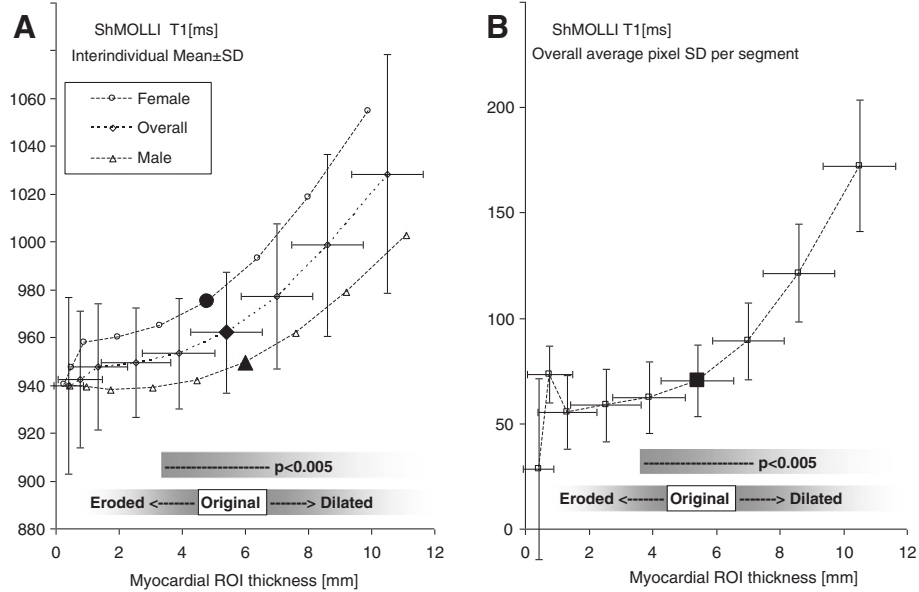 A
ShMOLLI T1[ms]
Interindividual Mean±SD
Female
Overall
Male
1060
1040
1020
1000
980
960
940
920
900
880
p<0.005
Eroded <------- Original -------> Dilated
0 2 4 6 8 10 12
Myocardial ROI thickness [mm]
B
ShMOLLI T1[ms]
Overall average pixel SD per segment
200
150
100
50
0
p<0.005
Eroded <------- Original -------> Dilated
0 2 4 6 8 10 12
Myocardial ROI thickness [mm]